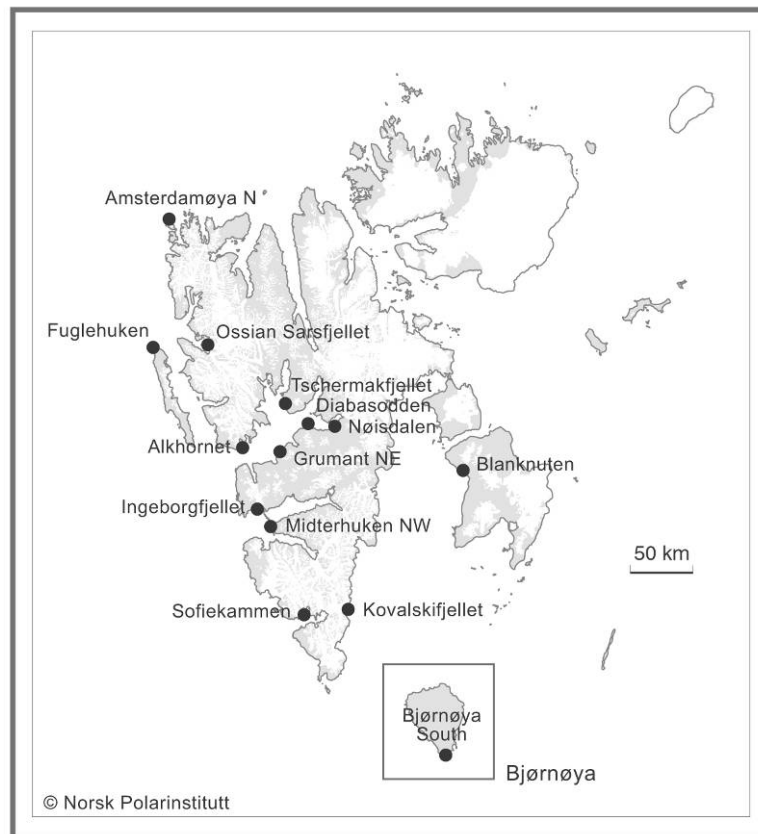 Amsterdamøya N
Fuglehuken
Ossian Sarsfjellet
Tschermakfjellet
Diabasodden
Nøisdalen
Alkhornet
Grumant NE
Blanknuten
Ingeborgfjellet
Midterhuken NW
50 km
Sofiekammen
Kovalskifjellet
Bjørnøya
South
Bjørnøya
© Norsk Polarinstitutt